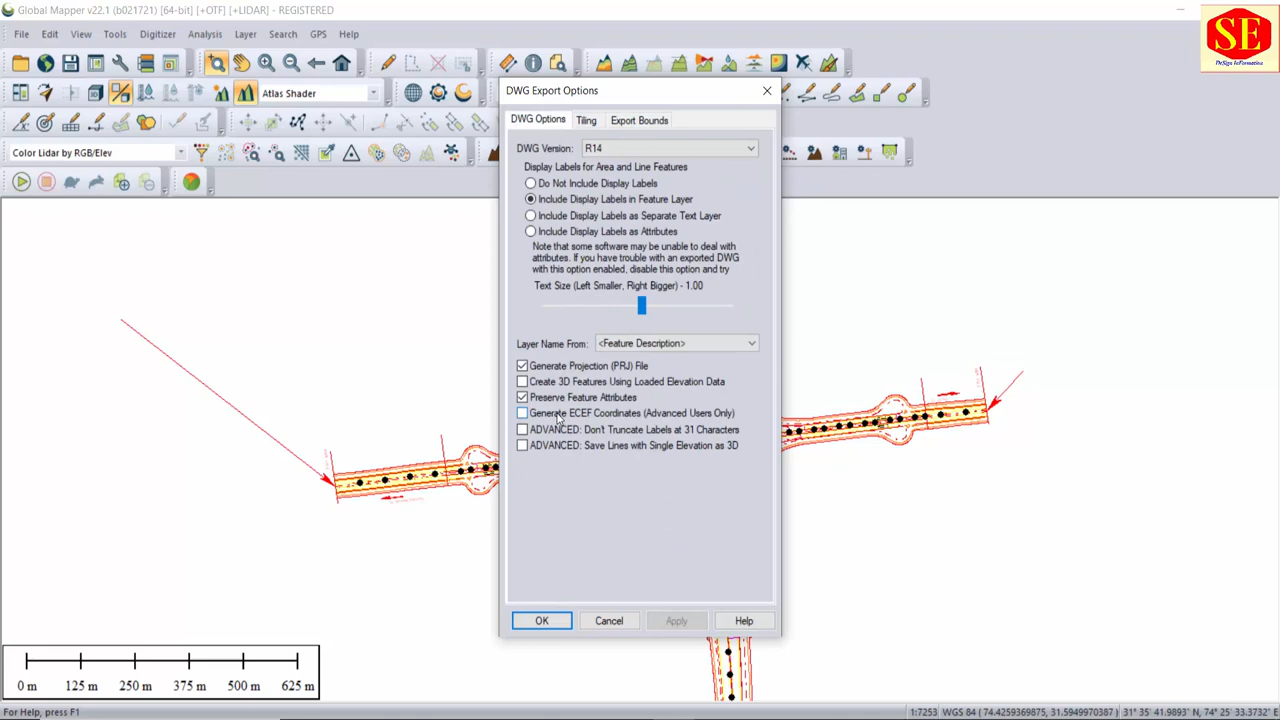 Global Mapper v22.1 (b021721) [64-bit] [+OTF] [+LIDAR] - REGISTERED
SE
DeSign InFormation
File Edit View Tools Digitizer Analysis Layer Search GPS Help
Atlas Shader
Color Lidar by RGB/Elev
DWG Export Options
DWG Options Tiling Export Bounds
DWG Version: R14
Display Labels for Area and Line Features
Do Not Include Display Labels
Include Display Labels in Feature Layer
Include Display Labels as Separate Text Layer
Include Display Labels as Attributes
Note that some software may be unable to deal with
attributes. If you have trouble with an exported DWG
with this option enabled, disable this option and try
Text Size (Left Smaller, Right Bigger) - 1.00
Layer Name From: <Feature Description>
Generate Projection (PRJ) File
Create 3D Features Using Loaded Elevation Data
Preserve Feature Attributes
Generate ECEF Coordinates (Advanced Users Only)
ADVANCED: Don't Truncate Labels at 31 Characters
ADVANCED: Save Lines with Single Elevation as 3D
OK Cancel Apply Help
0 m 125 m 250 m 375 m 500 m 625 m
For Help, press F1
1:7253 WGS 84 ( 74.4259369875, 31.5949970387 ) 31° 35' 41.9893" N, 74° 25' 33.3732" E